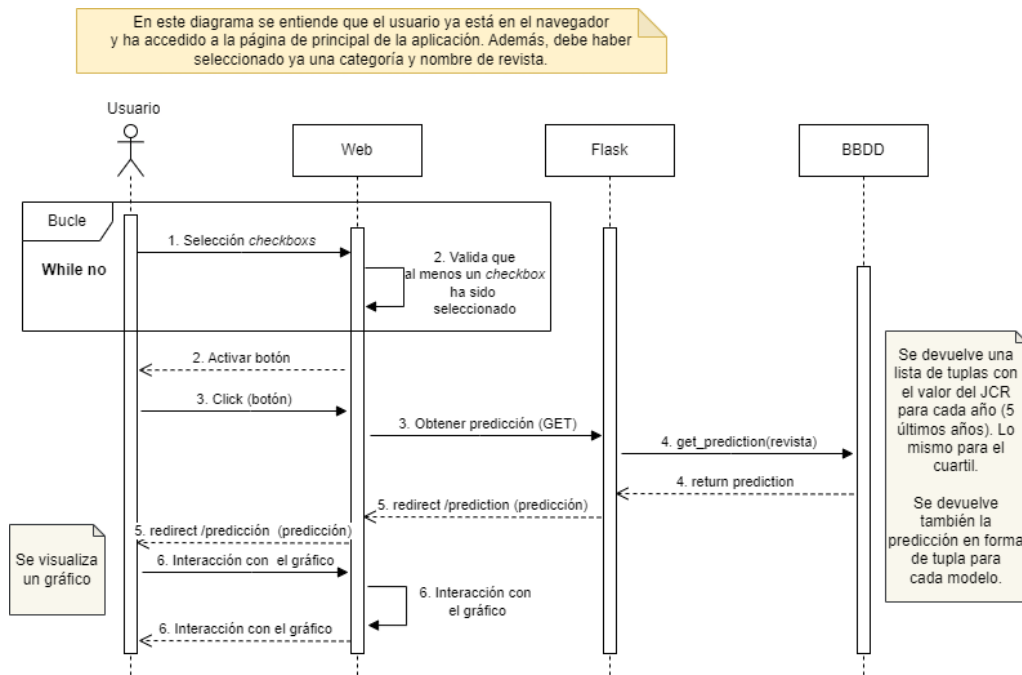 En este diagrama se entiende que el usuario ya está en el navegador
y ha accedido a la página de principal de la aplicación. Además, debe haber
seleccionado ya una categoría y nombre de revista.
Usuario
Web
Flask
BBDD
Bucle
While no
1. Selección checkboxs
2. Valida que
al menos un checkbox
ha sido
seleccionado
2. Activar botón
3. Click (botón)
3. Obtener predicción (GET)
4. get_prediction(revista)
4. return prediction
5. redirect /prediction (predicción)
5. redirect /predicción (predicción)
6. Interacción con el gráfico
6. Interacción con
el gráfico
6. Interacción con el gráfico
Se visualiza
un gráfico
Se devuelve una
lista de tuplas con
el valor del JCR
para cada año (5
últimos años). Lo
mismo para el
cuartil.
Se devuelve
también la
predicción en forma
de tupla para
cada modelo.